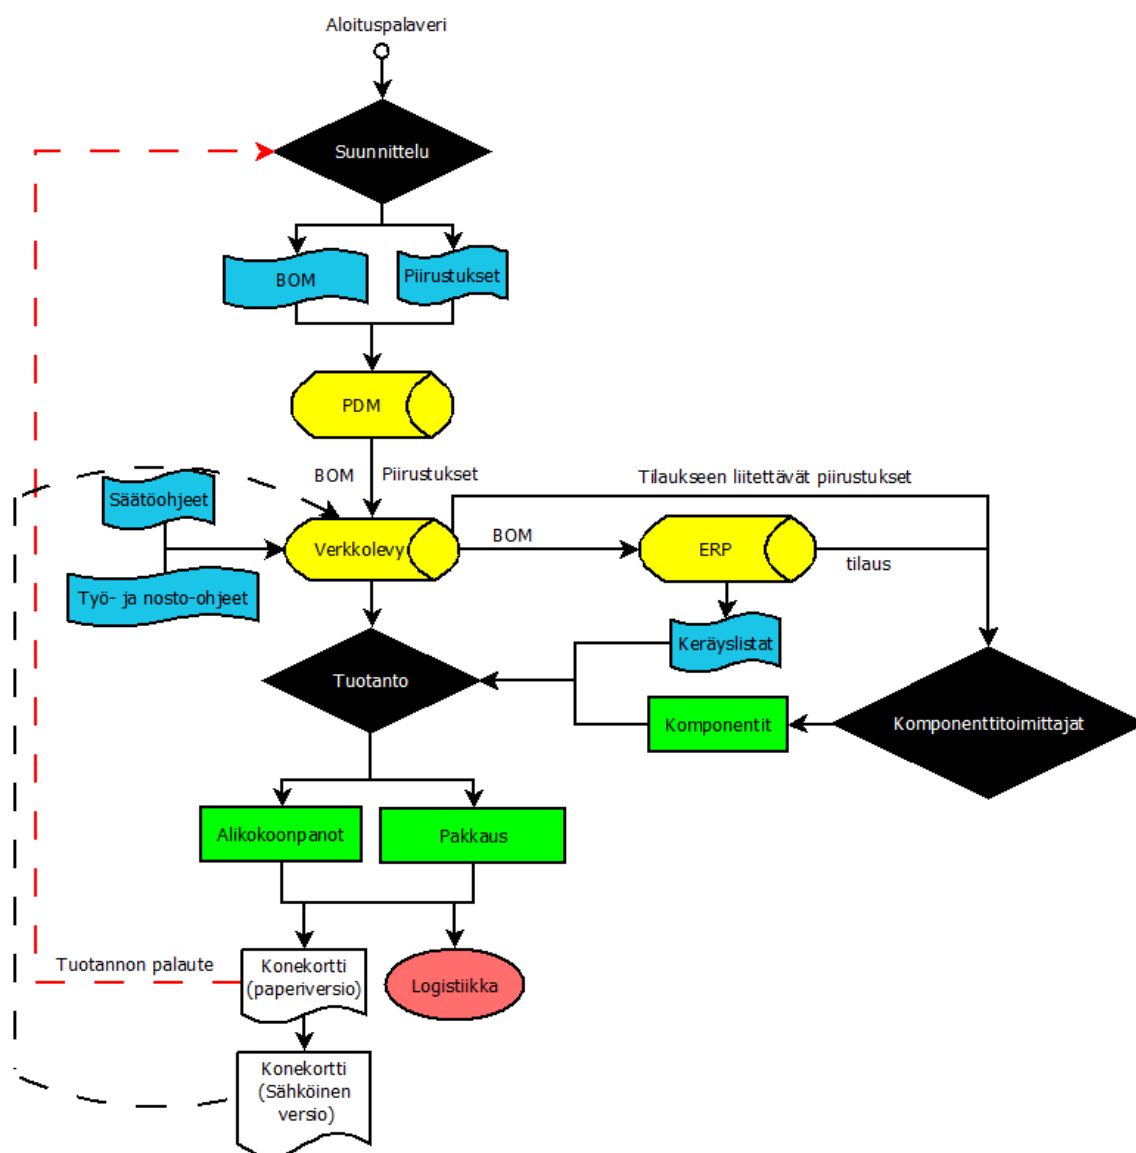 Aloituspalaveri
Suunnittelu
BOM
Piirustukset
PDM
BOM
Piirustukset
Säätöohjeet
Tilaukseen liitettävät piirustukset
Verkkolevy
BOM
ERP
tilaus
Työ- ja nosto-ohjeet
Keräyslistat
Tuotanto
Komponentit
Komponenttitoimittajat
Alikokoonpanot
Pakkaus
Tuotannon palaute
Konekortti
(paperiversio)
Logistiikka
Konekortti
(Sähköinen
versio)